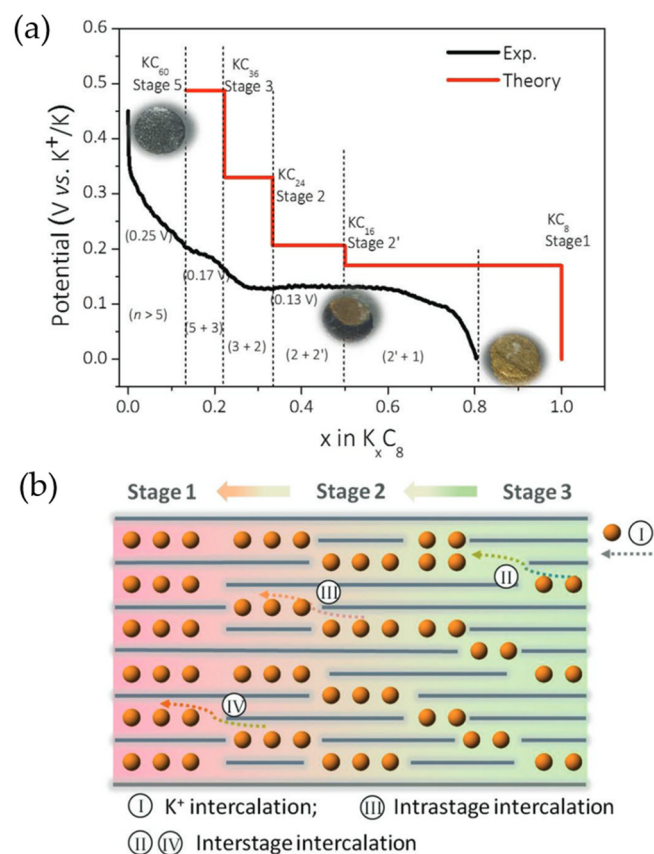 (a)
Exp.
Theory
KC60
Stage 5
KC36
Stage 3
KC24
Stage 2
KC16
Stage 2'
KC8
Stage1
(0.25 V)
(0.17 V)
(0.13 V)
(n > 5)
(5 + 3)
(3 + 2)
(2 + 2')
(2' + 1)
Potential (V vs. K+/K)
0.6
0.5
0.4
0.3
0.2
0.1
0.0
0.0 0.2 0.4 0.6 0.8 1.0
x in KxC8
(b)
Stage 1 Stage 2 Stage 3
I
II
III
IV
I K+ intercalation; III Intrastage intercalation
II IV Interstage intercalation